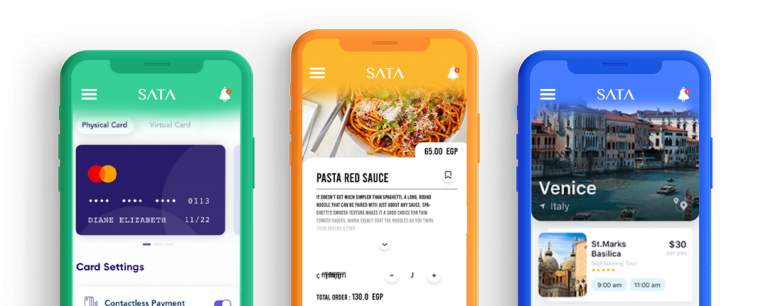 SATA
Physical Card
Virtual Card
•••• •••• •••• 0113
DIANE ELIZABETH 11/22
Card Settings
Contactless Payment
SATA
65.00 EGP
PASTA RED SAUCE
IT DOESN'T GET MUCH SIMPLER THAN SPAGHETTI, A LONG, ROUND
NOODLE THAT CAN BE PAIRED WITH JUST ABOUT ANY SAUCE. SPA-
GHETTI'S SMOOTH TEXTURE MAKES IT A GOOD CHOICE FOR THIN
TOMATO SAUCES, WHICH EVENLY COAT THE NOODLES AS YOU TWIRL
THEM AROUND A FORK
TOTAL ORDER : 130.0 EGP
SATA
Venice
Italy
St.Marks
Basilica
$30
per pax
Sightseeing Tour
9:00 am
11:00 am